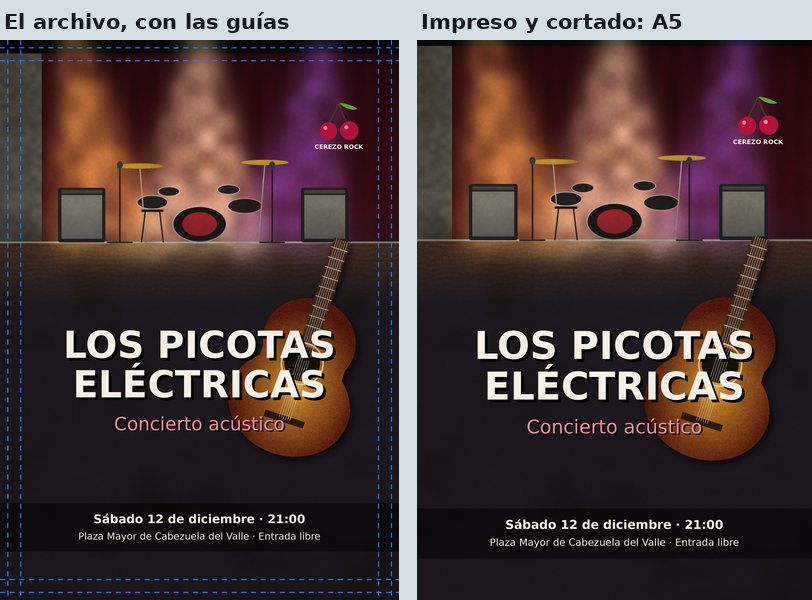 El archivo, con las guías
Impreso y cortado: A5
CEREZO ROCK
LOS PICOTAS
ELÉCTRICAS
Concierto acústico
Sábado 12 de diciembre · 21:00
Plaza Mayor de Cabezuela del Valle · Entrada libre
CEREZO ROCK
LOS PICOTAS
ELÉCTRICAS
Concierto acústico
Sábado 12 de diciembre · 21:00
Plaza Mayor de Cabezuela del Valle · Entrada libre